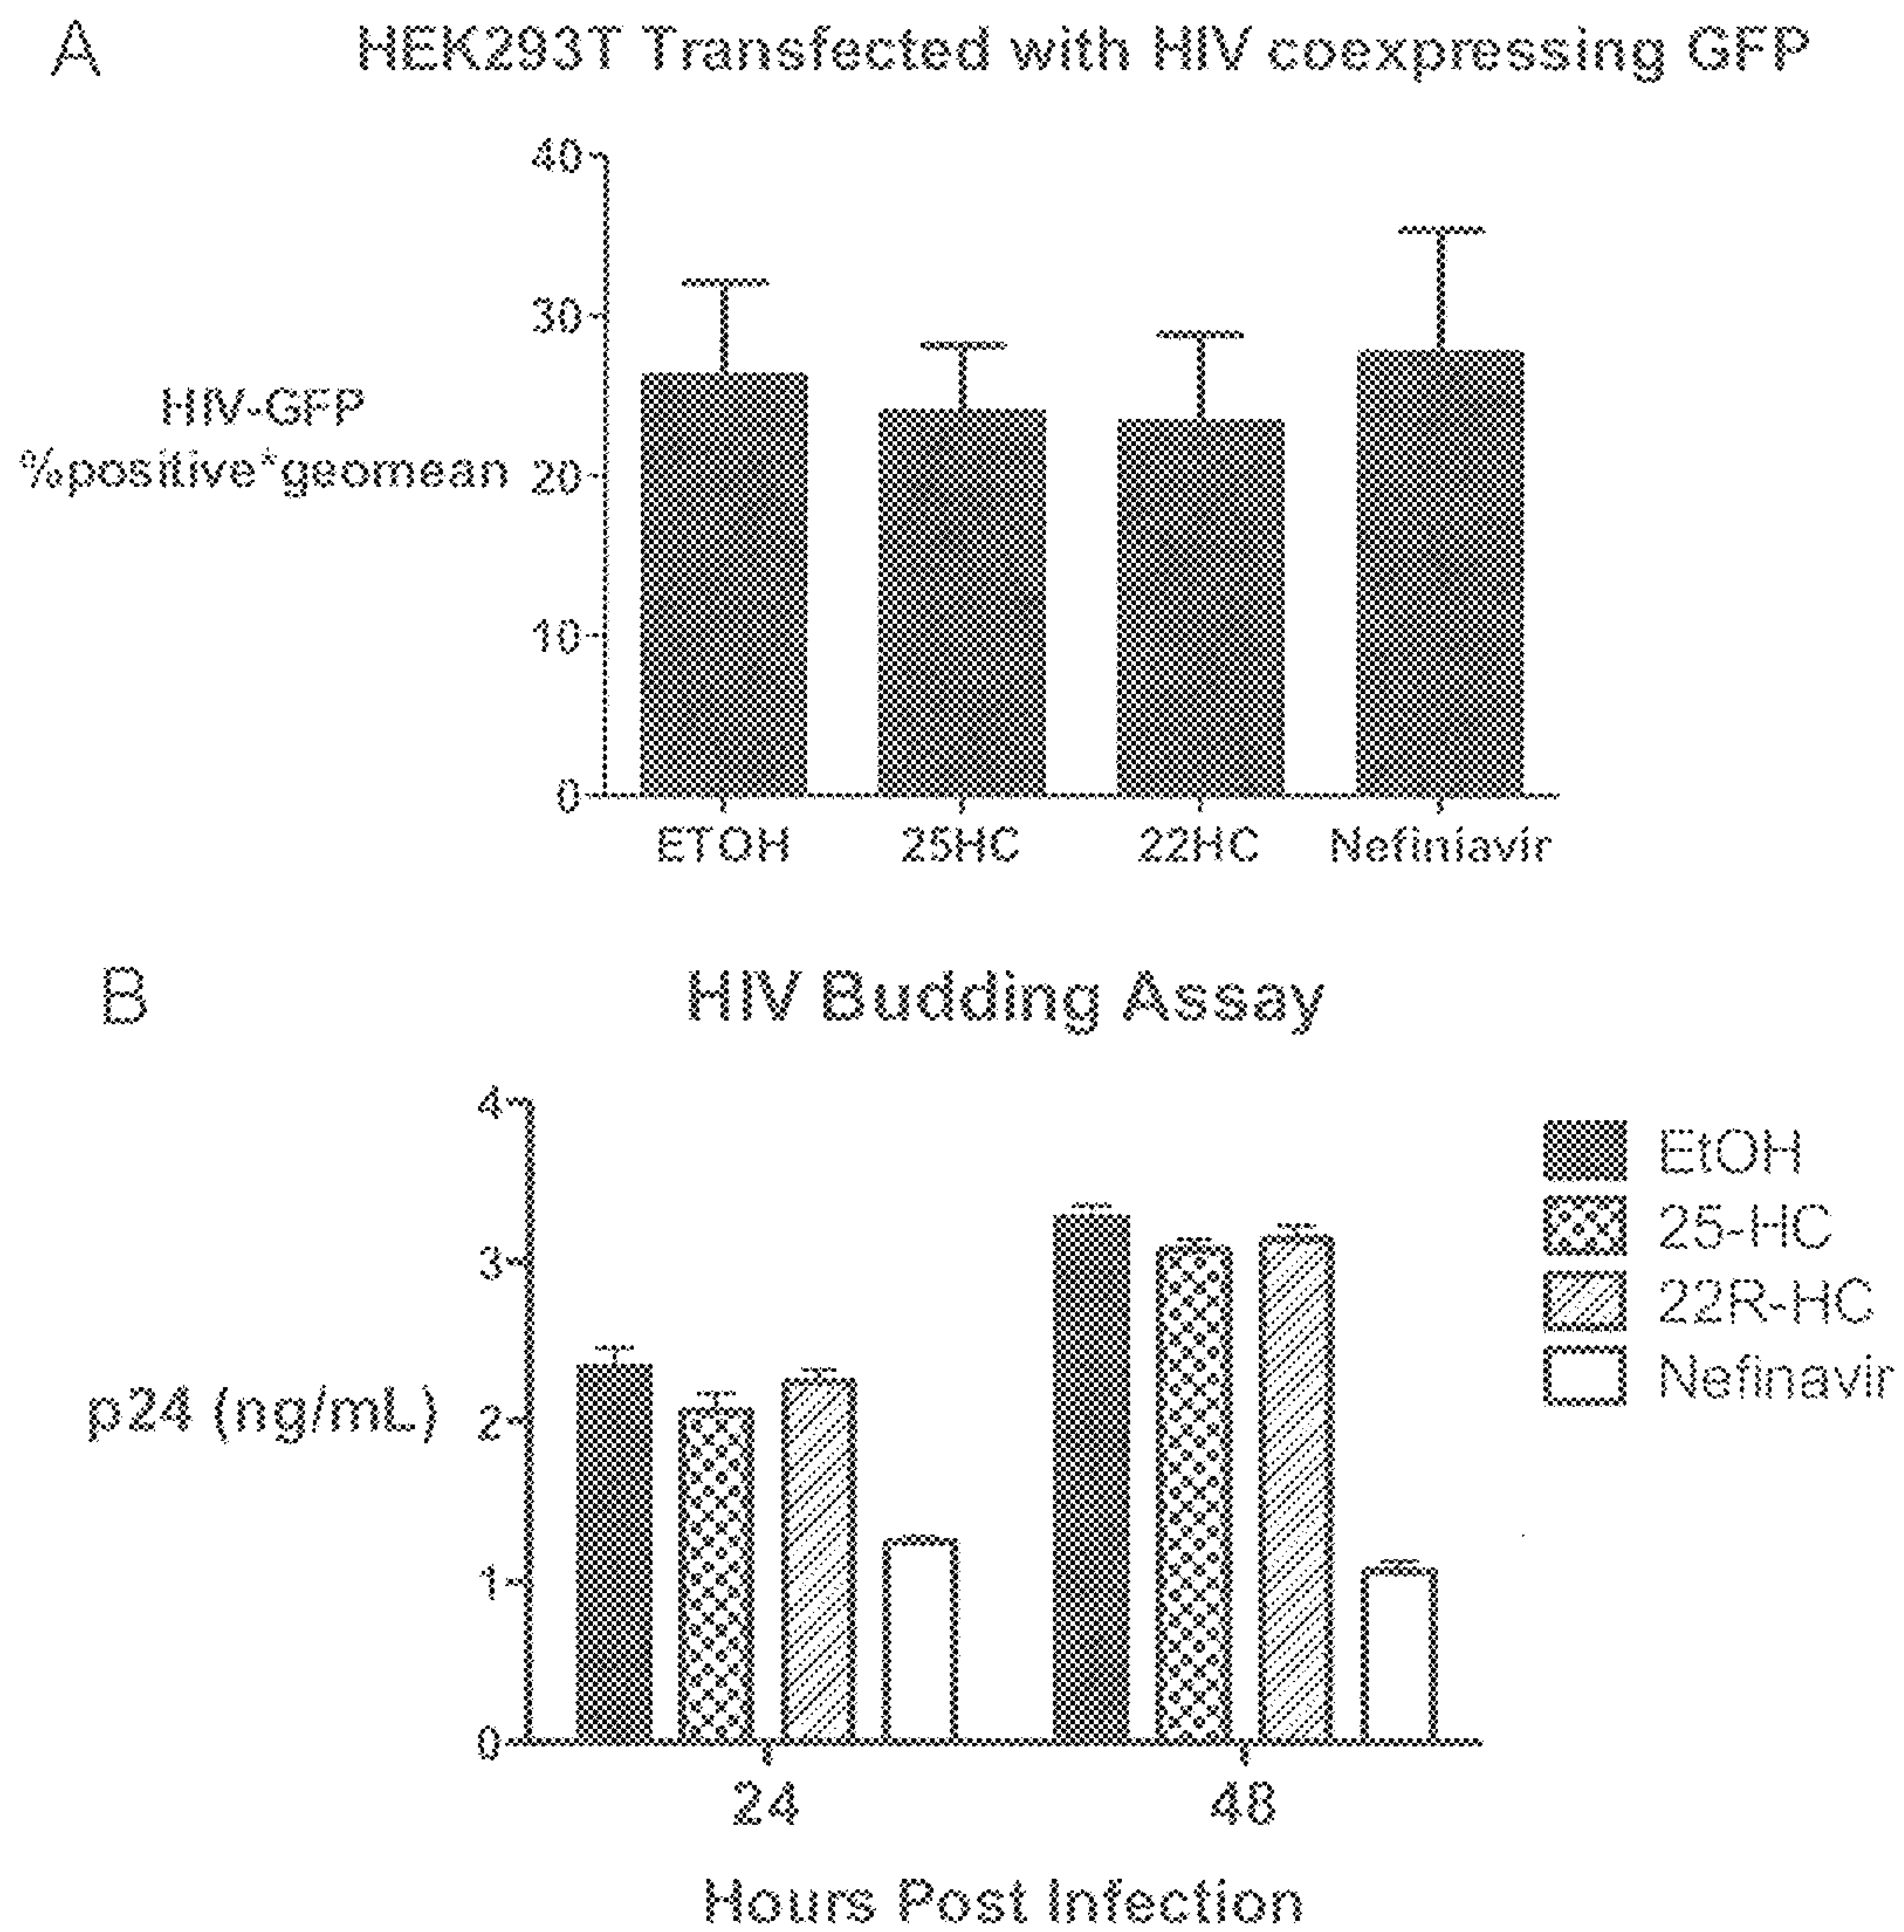 A
HEK293T Transfected with HIV coexpressing GFP
40
30
20
10
0
HIV-GFP
%positive*geomean
ETOH 25HC 22HC Nefiniavir
B
HIV Budding Assay
4
3
2
1
0
p24 (ng/mL)
EtOH
25-HC
22R-HC
Nefinavir
24 48
Hours Post Infection